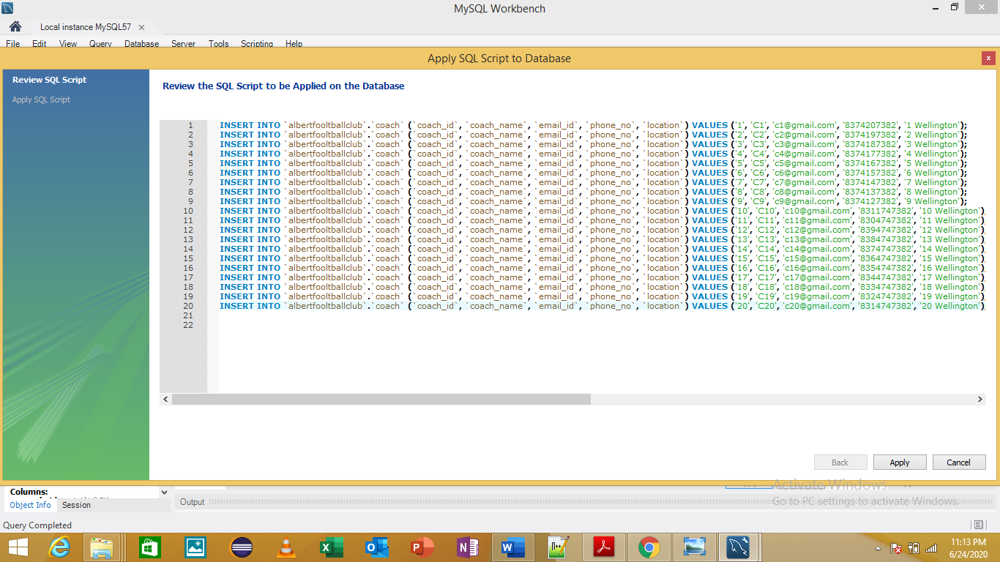 MySQL Workbench
Local instance MySQL57
File Edit View Query Database Server Tools Scripting Help
Apply SQL Script to Database
Review SQL Script
Apply SQL Script
Review the SQL Script to be Applied on the Database
1 INSERT INTO `albertfooltballclub`.`coach` (`coach_id`, `coach_name`, `email_id`, `phone_no`, `location`) VALUES ('1', 'C1', 'c1@gmail.com', '8374207382', '1 Wellington');
2 INSERT INTO `albertfooltballclub`.`coach` (`coach_id`, `coach_name`, `email_id`, `phone_no`, `location`) VALUES ('2', 'C2', 'c2@gmail.com', '8374197382', '2 Wellington');
3 INSERT INTO `albertfooltballclub`.`coach` (`coach_id`, `coach_name`, `email_id`, `phone_no`, `location`) VALUES ('3', 'C3', 'c3@gmail.com', '8374187382', '3 Wellington');
4 INSERT INTO `albertfooltballclub`.`coach` (`coach_id`, `coach_name`, `email_id`, `phone_no`, `location`) VALUES ('4', 'C4', 'c4@gmail.com', '8374177382', '4 Wellington');
5 INSERT INTO `albertfooltballclub`.`coach` (`coach_id`, `coach_name`, `email_id`, `phone_no`, `location`) VALUES ('5', 'C5', 'c5@gmail.com', '8374167382', '5 Wellington');
6 INSERT INTO `albertfooltballclub`.`coach` (`coach_id`, `coach_name`, `email_id`, `phone_no`, `location`) VALUES ('6', 'C6', 'c6@gmail.com', '8374157382', '6 Wellington');
7 INSERT INTO `albertfooltballclub`.`coach` (`coach_id`, `coach_name`, `email_id`, `phone_no`, `location`) VALUES ('7', 'C7', 'c7@gmail.com', '8374147382', '7 Wellington');
8 INSERT INTO `albertfooltballclub`.`coach` (`coach_id`, `coach_name`, `email_id`, `phone_no`, `location`) VALUES ('8', 'C8', 'c8@gmail.com', '8374137382', '8 Wellington');
9 INSERT INTO `albertfooltballclub`.`coach` (`coach_id`, `coach_name`, `email_id`, `phone_no`, `location`) VALUES ('9', 'C9', 'c9@gmail.com', '8374127382', '9 Wellington');
10 INSERT INTO `albertfooltballclub`.`coach` (`coach_id`, `coach_name`, `email_id`, `phone_no`, `location`) VALUES ('10', 'C10', 'c10@gmail.com', '8311747382', '10 Wellington')
11 INSERT INTO `albertfooltballclub`.`coach` (`coach_id`, `coach_name`, `email_id`, `phone_no`, `location`) VALUES ('11', 'C11', 'c11@gmail.com', '8304747382', '11 Wellington')
12 INSERT INTO `albertfooltballclub`.`coach` (`coach_id`, `coach_name`, `email_id`, `phone_no`, `location`) VALUES ('12', 'C12', 'c12@gmail.com', '8394747382', '12 Wellington')
13 INSERT INTO `albertfooltballclub`.`coach` (`coach_id`, `coach_name`, `email_id`, `phone_no`, `location`) VALUES ('13', 'C13', 'c13@gmail.com', '8384747382', '13 Wellington')
14 INSERT INTO `albertfooltballclub`.`coach` (`coach_id`, `coach_name`, `email_id`, `phone_no`, `location`) VALUES ('14', 'C14', 'c14@gmail.com', '8374747382', '14 Wellington')
15 INSERT INTO `albertfooltballclub`.`coach` (`coach_id`, `coach_name`, `email_id`, `phone_no`, `location`) VALUES ('15', 'C15', 'c15@gmail.com', '8364747382', '15 Wellington')
16 INSERT INTO `albertfooltballclub`.`coach` (`coach_id`, `coach_name`, `email_id`, `phone_no`, `location`) VALUES ('16', 'C16', 'c16@gmail.com', '8354747382', '16 Wellington')
17 INSERT INTO `albertfooltballclub`.`coach` (`coach_id`, `coach_name`, `email_id`, `phone_no`, `location`) VALUES ('17', 'C17', 'c17@gmail.com', '8344747382', '17 Wellington')
18 INSERT INTO `albertfooltballclub`.`coach` (`coach_id`, `coach_name`, `email_id`, `phone_no`, `location`) VALUES ('18', 'C18', 'c18@gmail.com', '8334747382', '18 Wellington')
19 INSERT INTO `albertfooltballclub`.`coach` (`coach_id`, `coach_name`, `email_id`, `phone_no`, `location`) VALUES ('19', 'C19', 'c19@gmail.com', '8324747382', '19 Wellington')
20 INSERT INTO `albertfooltballclub`.`coach` (`coach_id`, `coach_name`, `email_id`, `phone_no`, `location`) VALUES ('20', 'C20', 'c20@gmail.com', '8314747382', '20 Wellington')
21
22
Back Apply Cancel
Activate Windows
Go to PC settings to activate Windows.
Columns:
Object Info Session
Output
Query Completed
11:13 PM
6/24/2020